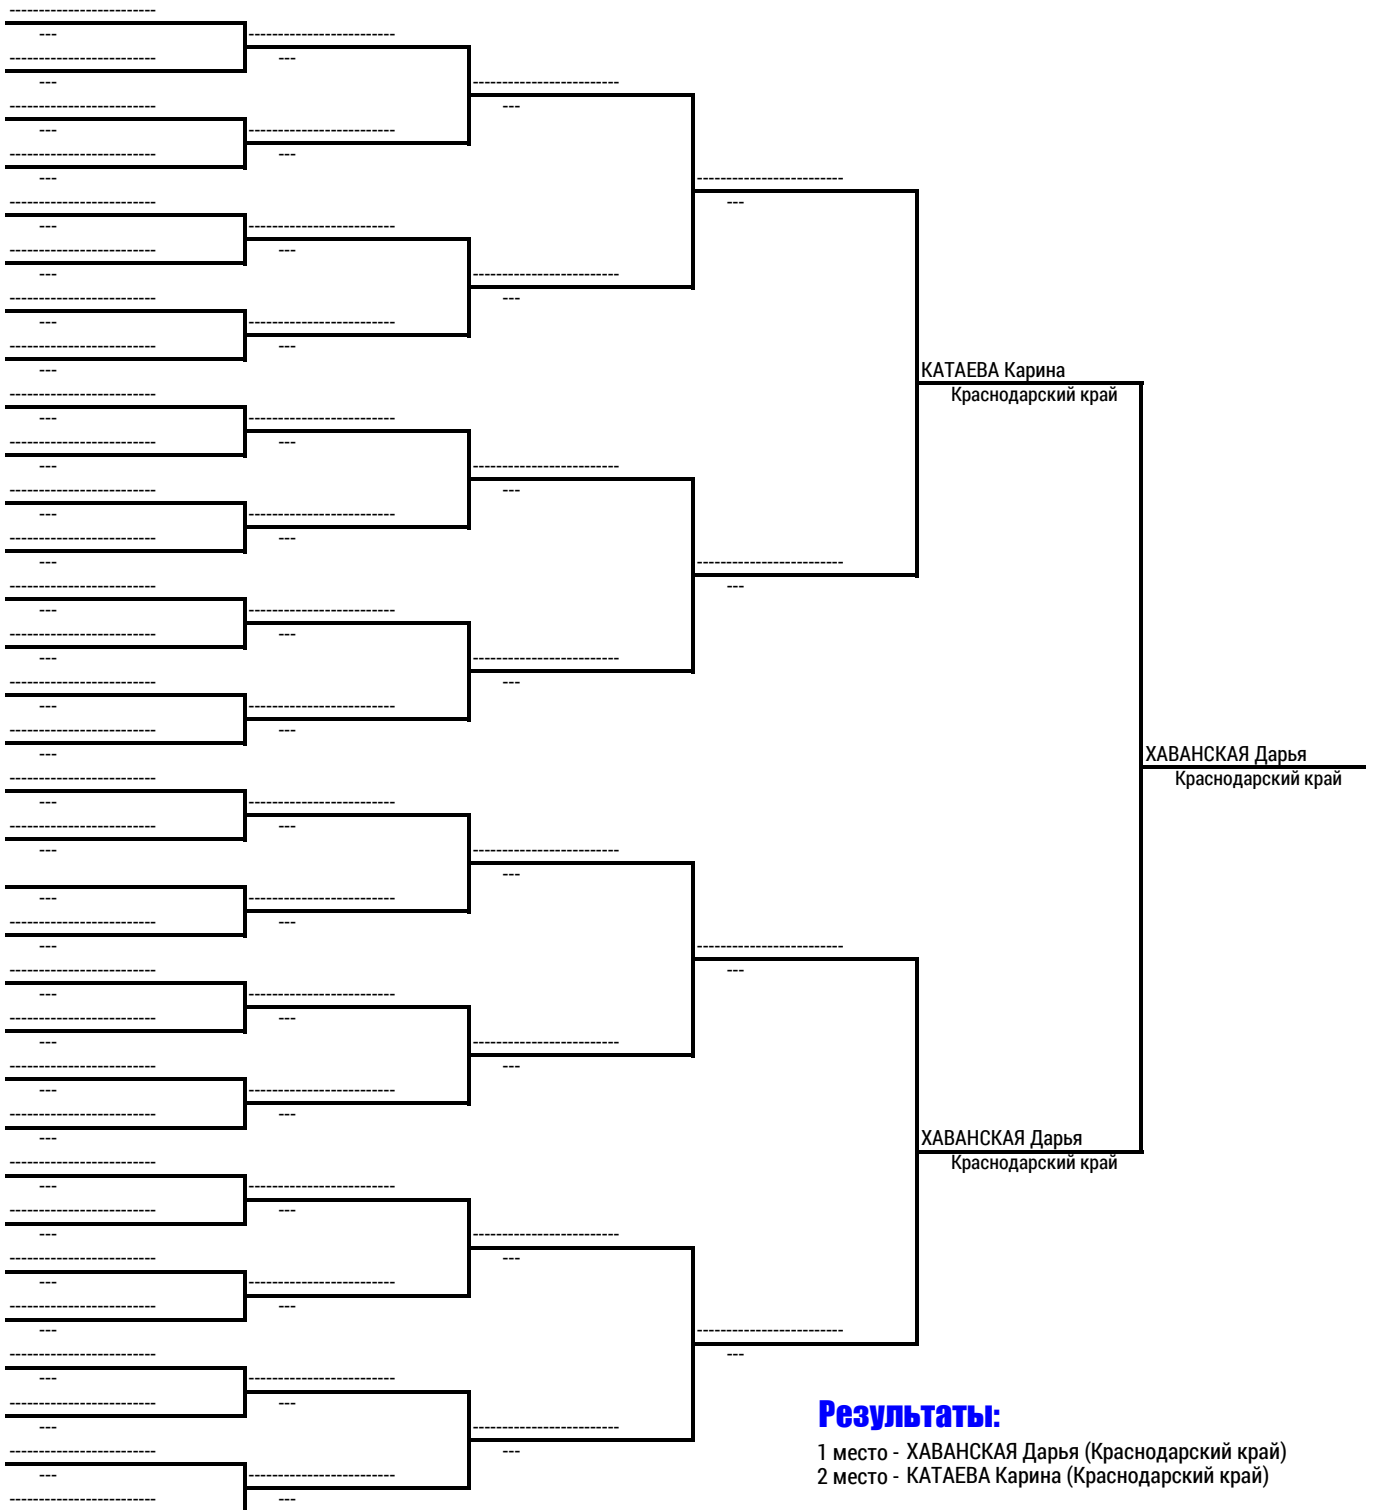 КАТАЕВА Карина
Краснодарский край
ХАВАНСКАЯ Дарья
Краснодарский край
ХАВАНСКАЯ Дарья
Краснодарский край
Результаты:
1 место - ХАВАНСКАЯ Дарья (Краснодарский край)
2 место - КАТАЕВА Карина (Краснодарский край)